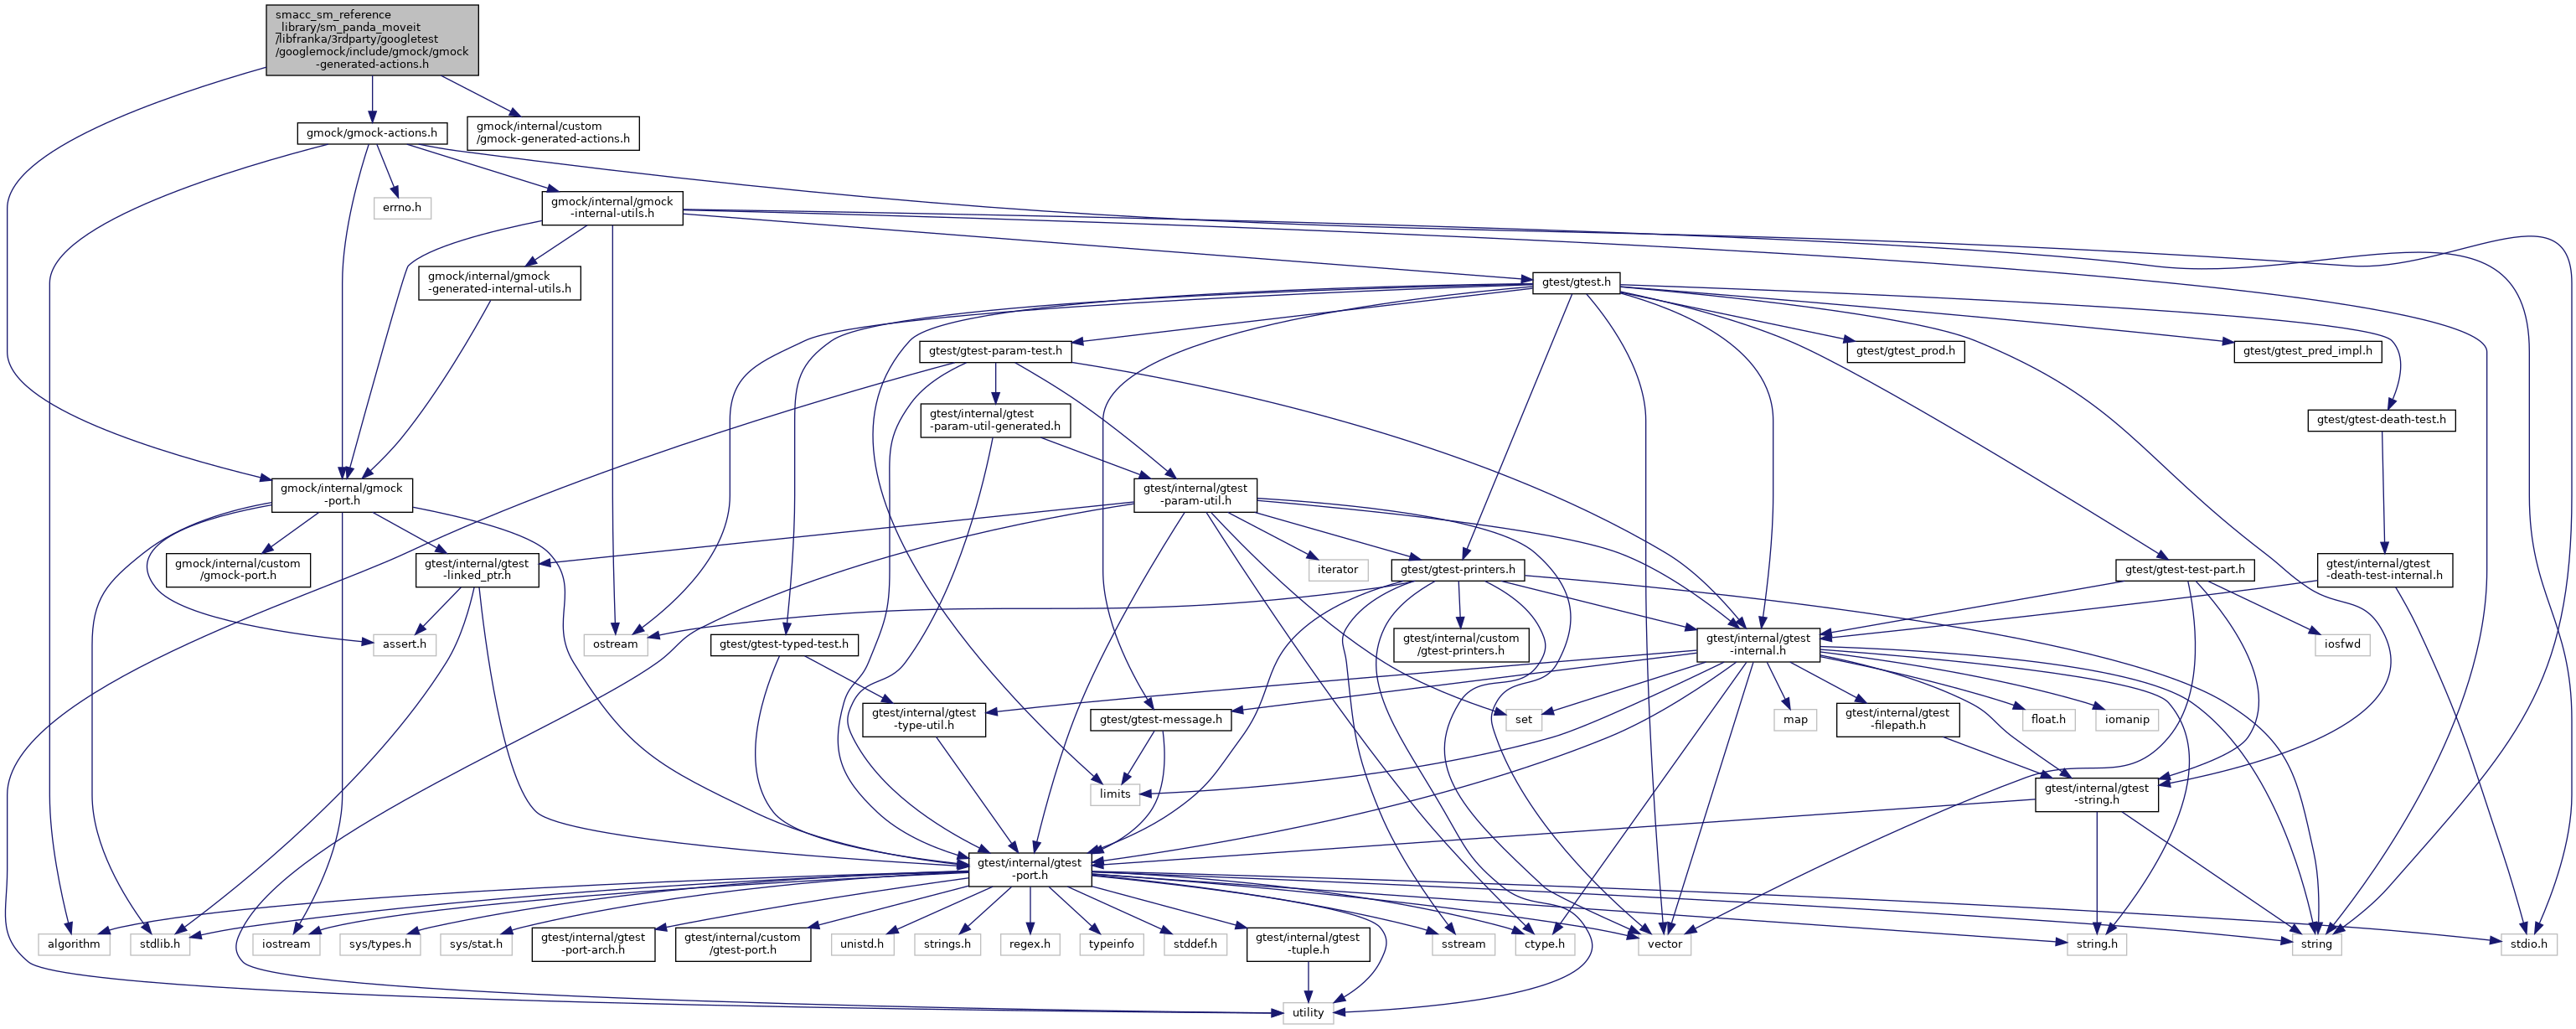 smacc_sm_reference
_library/sm_panda_moveit
/libfranka/3rdparty/googletest
/googlemock/include/gmock/gmock
-generated-actions.h
gmock/gmock-actions.h
gmock/internal/custom
/gmock-generated-actions.h
errno.h
gmock/internal/gmock
-internal-utils.h
gmock/internal/gmock
-generated-internal-utils.h
gtest/gtest.h
gtest/gtest-param-test.h
gtest/gtest_prod.h
gtest/gtest_pred_impl.h
gtest/internal/gtest
-param-util-generated.h
gtest/gtest-death-test.h
gmock/internal/gmock
-port.h
gtest/internal/gtest
-param-util.h
gmock/internal/custom
/gmock-port.h
gtest/internal/gtest
-linked_ptr.h
iterator
gtest/gtest-printers.h
gtest/gtest-test-part.h
gtest/internal/gtest
-death-test-internal.h
assert.h
ostream
gtest/gtest-typed-test.h
gtest/internal/custom
/gtest-printers.h
gtest/internal/gtest
-internal.h
iosfwd
gtest/internal/gtest
-type-util.h
gtest/gtest-message.h
set
map
gtest/internal/gtest
-filepath.h
float.h
iomanip
limits
gtest/internal/gtest
-string.h
gtest/internal/gtest
-port.h
algorithm
stdlib.h
iostream
sys/types.h
sys/stat.h
gtest/internal/gtest
-port-arch.h
gtest/internal/custom
/gtest-port.h
unistd.h
strings.h
regex.h
typeinfo
stddef.h
gtest/internal/gtest
-tuple.h
sstream
ctype.h
vector
string.h
string
stdio.h
utility